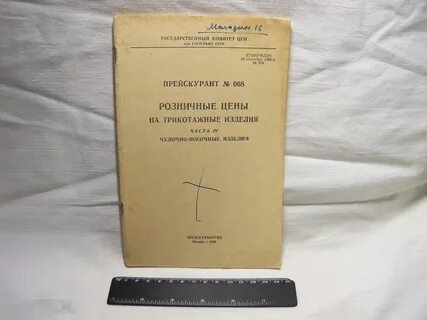 Магазин 16
ГОСУДАРСТВЕННЫЙ КОМИТЕТ ЦЕН
при ГОСПЛАНЕ СССР
ПРЕЙСКУРАНТ № 068
РОЗНИЧНЫЕ ЦЕНЫ
НА ТРИКОТАЖНЫЕ ИЗДЕЛИЯ
ЧАСТЬ IV
ЧУЛОЧНО-НОСОЧНЫЕ ИЗДЕЛИЯ
ПРЕЙСКУРАНТИЗДАТ